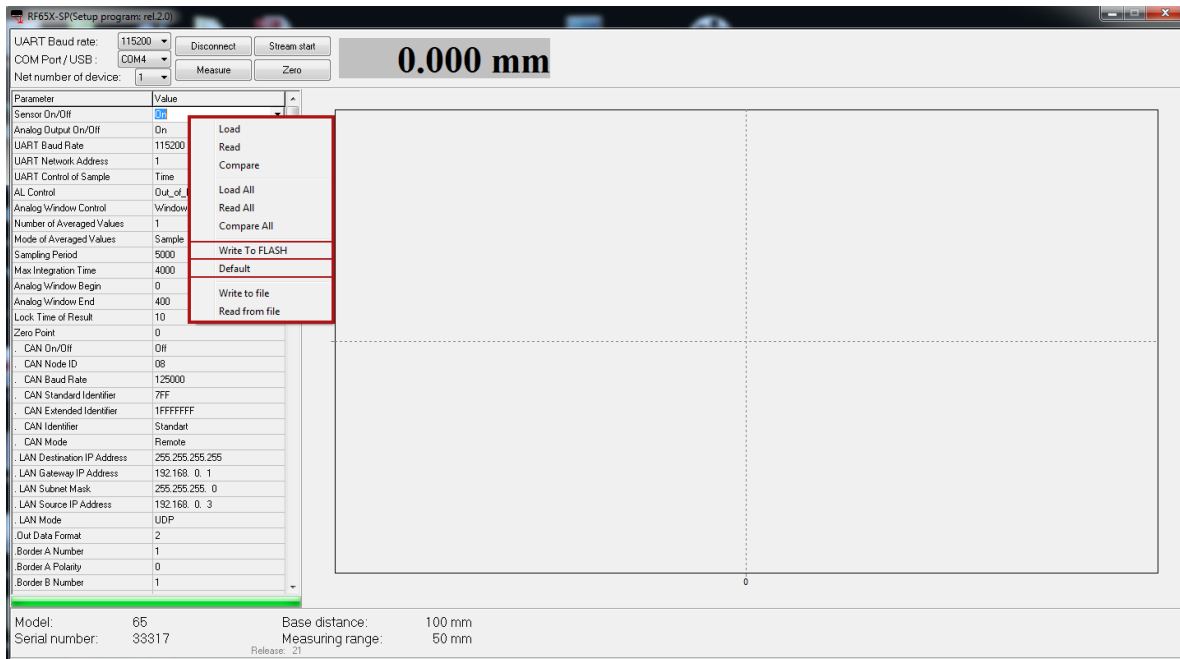 RF65X-SP(Setup program: rel.2.0)
UART Baud rate: 115200 Disconnect Stream start
COM Port / USB : COM4
Net number of device: 1 Measure Zero
0.000 mm
Parameter Value
Sensor On/Off On
Analog Output On/Off On
UART Baud Rate 115200
UART Network Address 1
UART Control of Sample Time
AL Control Out_of_
Analog Window Control Window
Number of Averaged Values 1
Mode of Averaged Values Sample
Sampling Period 5000
Max Integration Time 4000
Analog Window Begin 0
Analog Window End 400
Lock Time of Result 10
Zero Point 0
. CAN On/Off Off
. CAN Node ID 08
. CAN Baud Rate 125000
. CAN Standard Identifier 7FF
. CAN Extended Identifier 1FFFFFFF
. CAN Identifier Standart
. CAN Mode Remote
. LAN Destination IP Address 255.255.255.255
. LAN Gateway IP Address 192.168. 0. 1
. LAN Subnet Mask 255.255.255. 0
. LAN Source IP Address 192.168. 0. 3
. LAN Mode UDP
.Out Data Format 2
.Border A Number 1
.Border A Polarity 0
.Border B Number 1
Load
Read
Compare
Load All
Read All
Compare All
Write To FLASH
Default
Write to file
Read from file
0
Model: 65 Base distance: 100 mm
Serial number: 33317 Measuring range: 50 mm
Release: 21